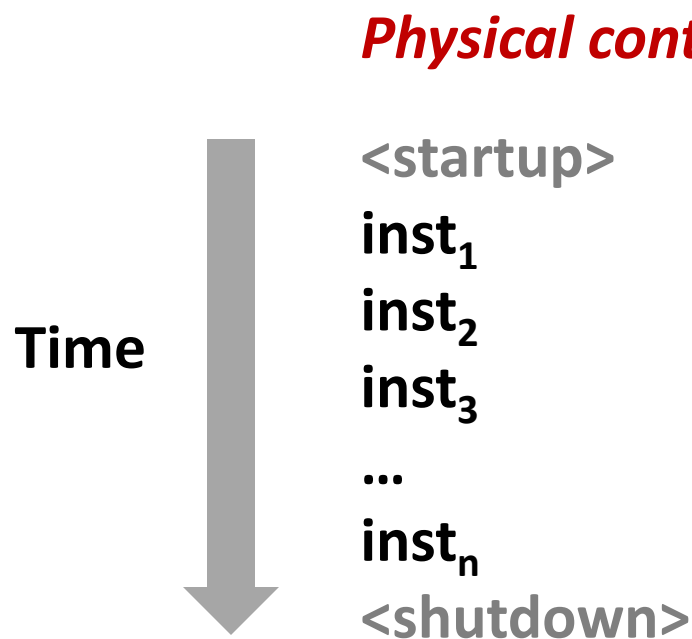 Physical cont
<startup>
inst₁
inst₂
Time
inst₃
...
instₙ
<shutdown>